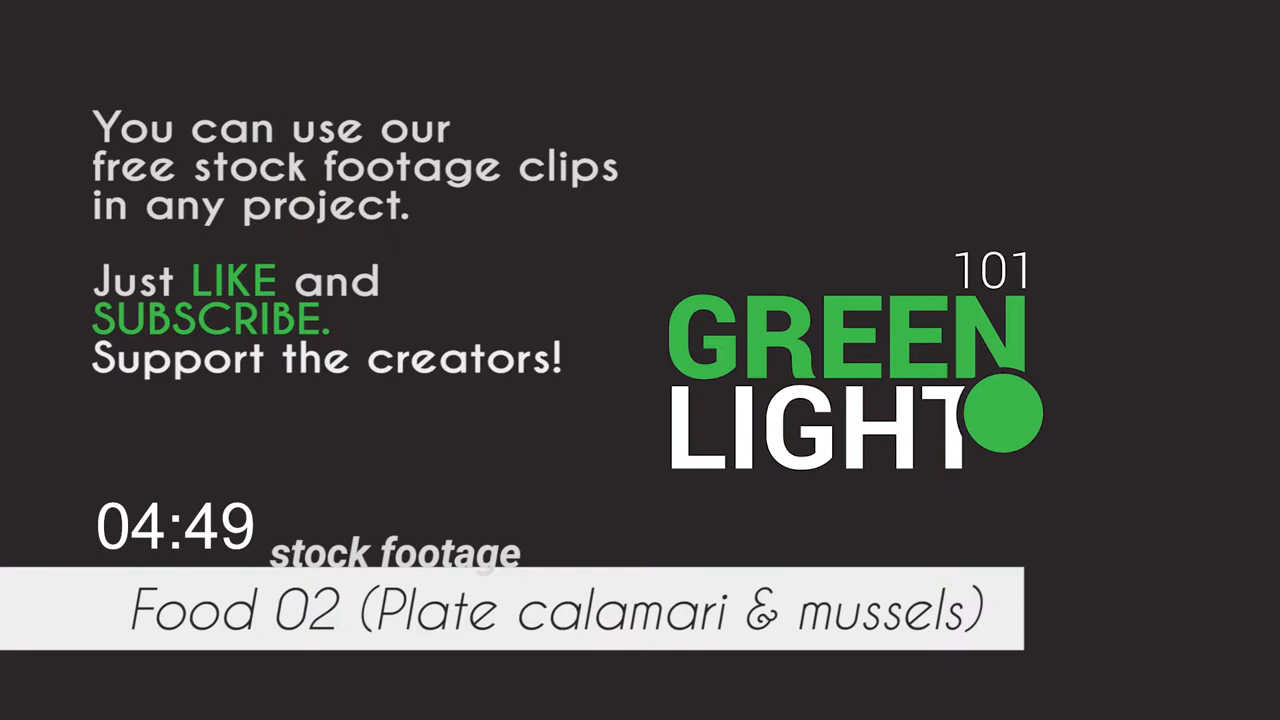 You can use our
free stock footage clips
in any project.
Just LIKE and
SUBSCRIBE.
Support the creators!
101
GREEN
LIGHT
04:49
stock footage
Food 02 (Plate calamari & mussels)